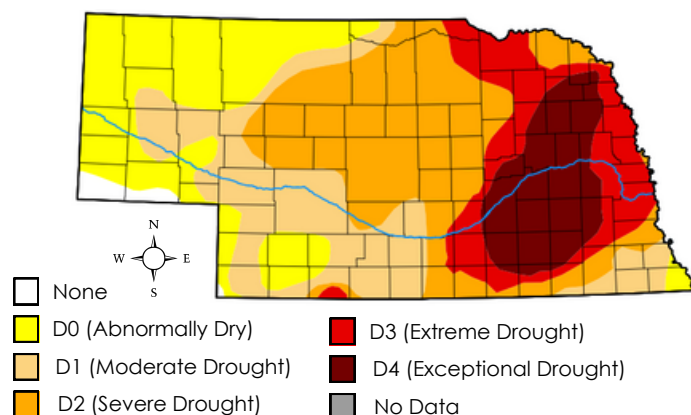 N
W E
S
None
D0 (Abnormally Dry)
D1 (Moderate Drought)
D2 (Severe Drought)
D3 (Extreme Drought)
D4 (Exceptional Drought)
No Data